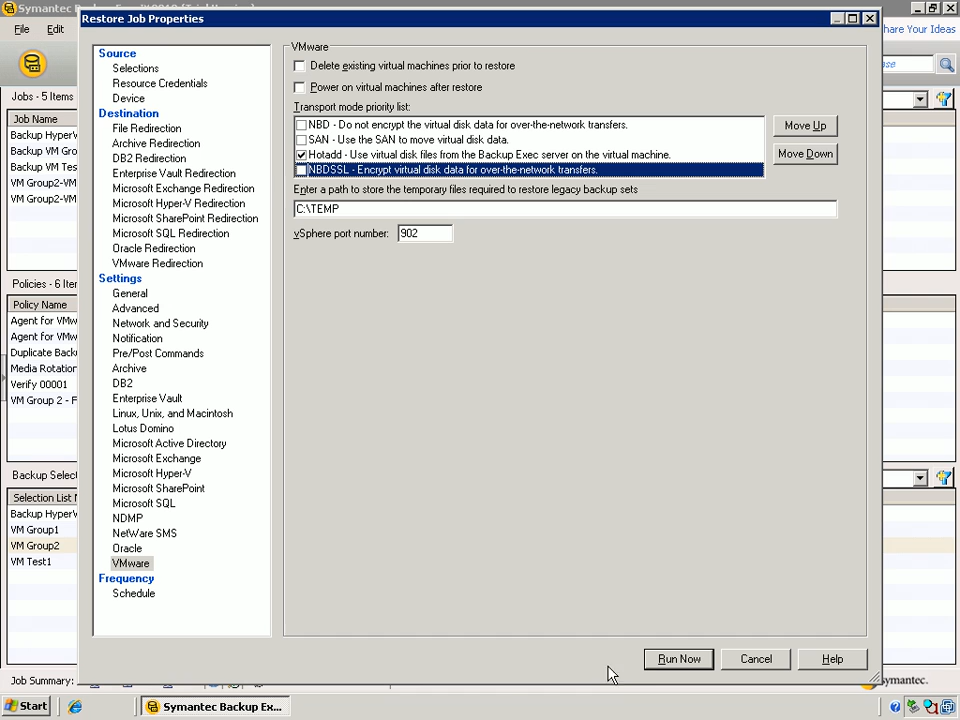 Restore Job Properties
File Edit
hare Your Ideas
Jobs - 5 Items
Job Name
Backup HyperV
Backup VM Gro
Backup VM Tes
VM Group2-VM
VM Group2-VM
Policies - 6 Iter
Policy Name
Agent for VMw
Agent for VMw
Duplicate Backu
Media Rotation
Verify 00001
VM Group 2 - F
Backup Select
Selection List N
Backup HyperV
VM Group1
VM Group2
VM Test1
Source
Selections
Resource Credentials
Device
Destination
File Redirection
Archive Redirection
DB2 Redirection
Enterprise Vault Redirection
Microsoft Exchange Redirection
Microsoft Hyper-V Redirection
Microsoft SharePoint Redirection
Microsoft SQL Redirection
Oracle Redirection
VMware Redirection
Settings
General
Advanced
Network and Security
Notification
Pre/Post Commands
Archive
DB2
Enterprise Vault
Linux, Unix, and Macintosh
Lotus Domino
Microsoft Active Directory
Microsoft Exchange
Microsoft Hyper-V
Microsoft SharePoint
Microsoft SQL
NDMP
NetWare SMS
Oracle
VMware
Frequency
Schedule
VMware
Delete existing virtual machines prior to restore
Power on virtual machines after restore
Transport mode priority list:
NBD - Do not encrypt the virtual disk data for over-the-network transfers.
SAN - Use the SAN to move virtual disk data.
Hotadd - Use virtual disk files from the Backup Exec server on the virtual machine.
NBDSSL - Encrypt virtual disk data for over-the-network transfers.
Move Up
Move Down
Enter a path to store the temporary files required to restore legacy backup sets
C:\TEMP
vSphere port number: 902
Run Now Cancel Help
Job Summary:
symantec.
Start
Symantec Backup Ex...